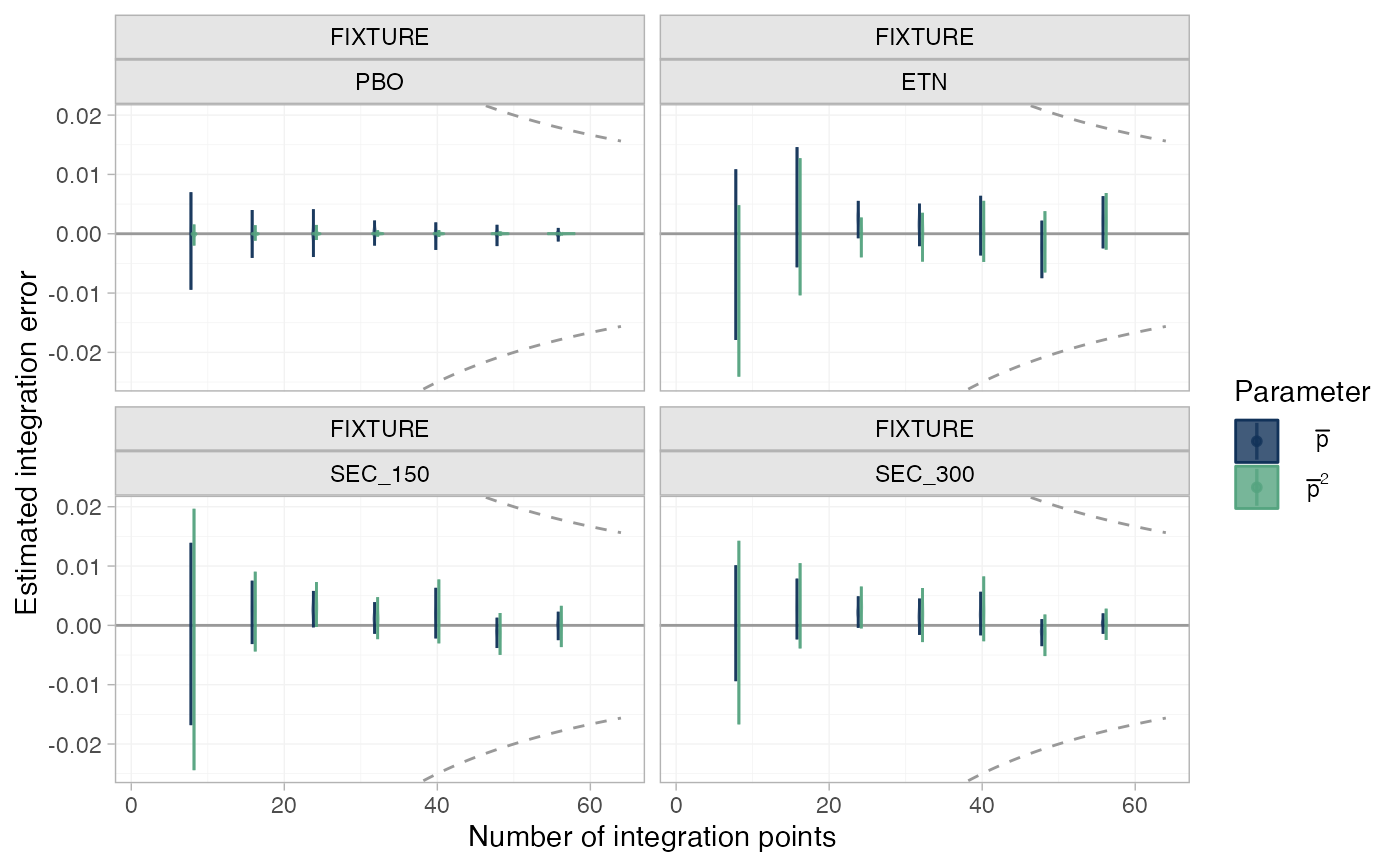 FIXTURE FIXTURE
PBO ETN
0.02
0.01
0.00
-0.01
-0.02
FIXTURE FIXTURE
SEC_150 SEC_300
0.02
0.01
0.00
-0.01
-0.02
0 20 40 60 0 20 40 60
Number of integration points
Estimated integration error
Parameter
p̅
p̅²